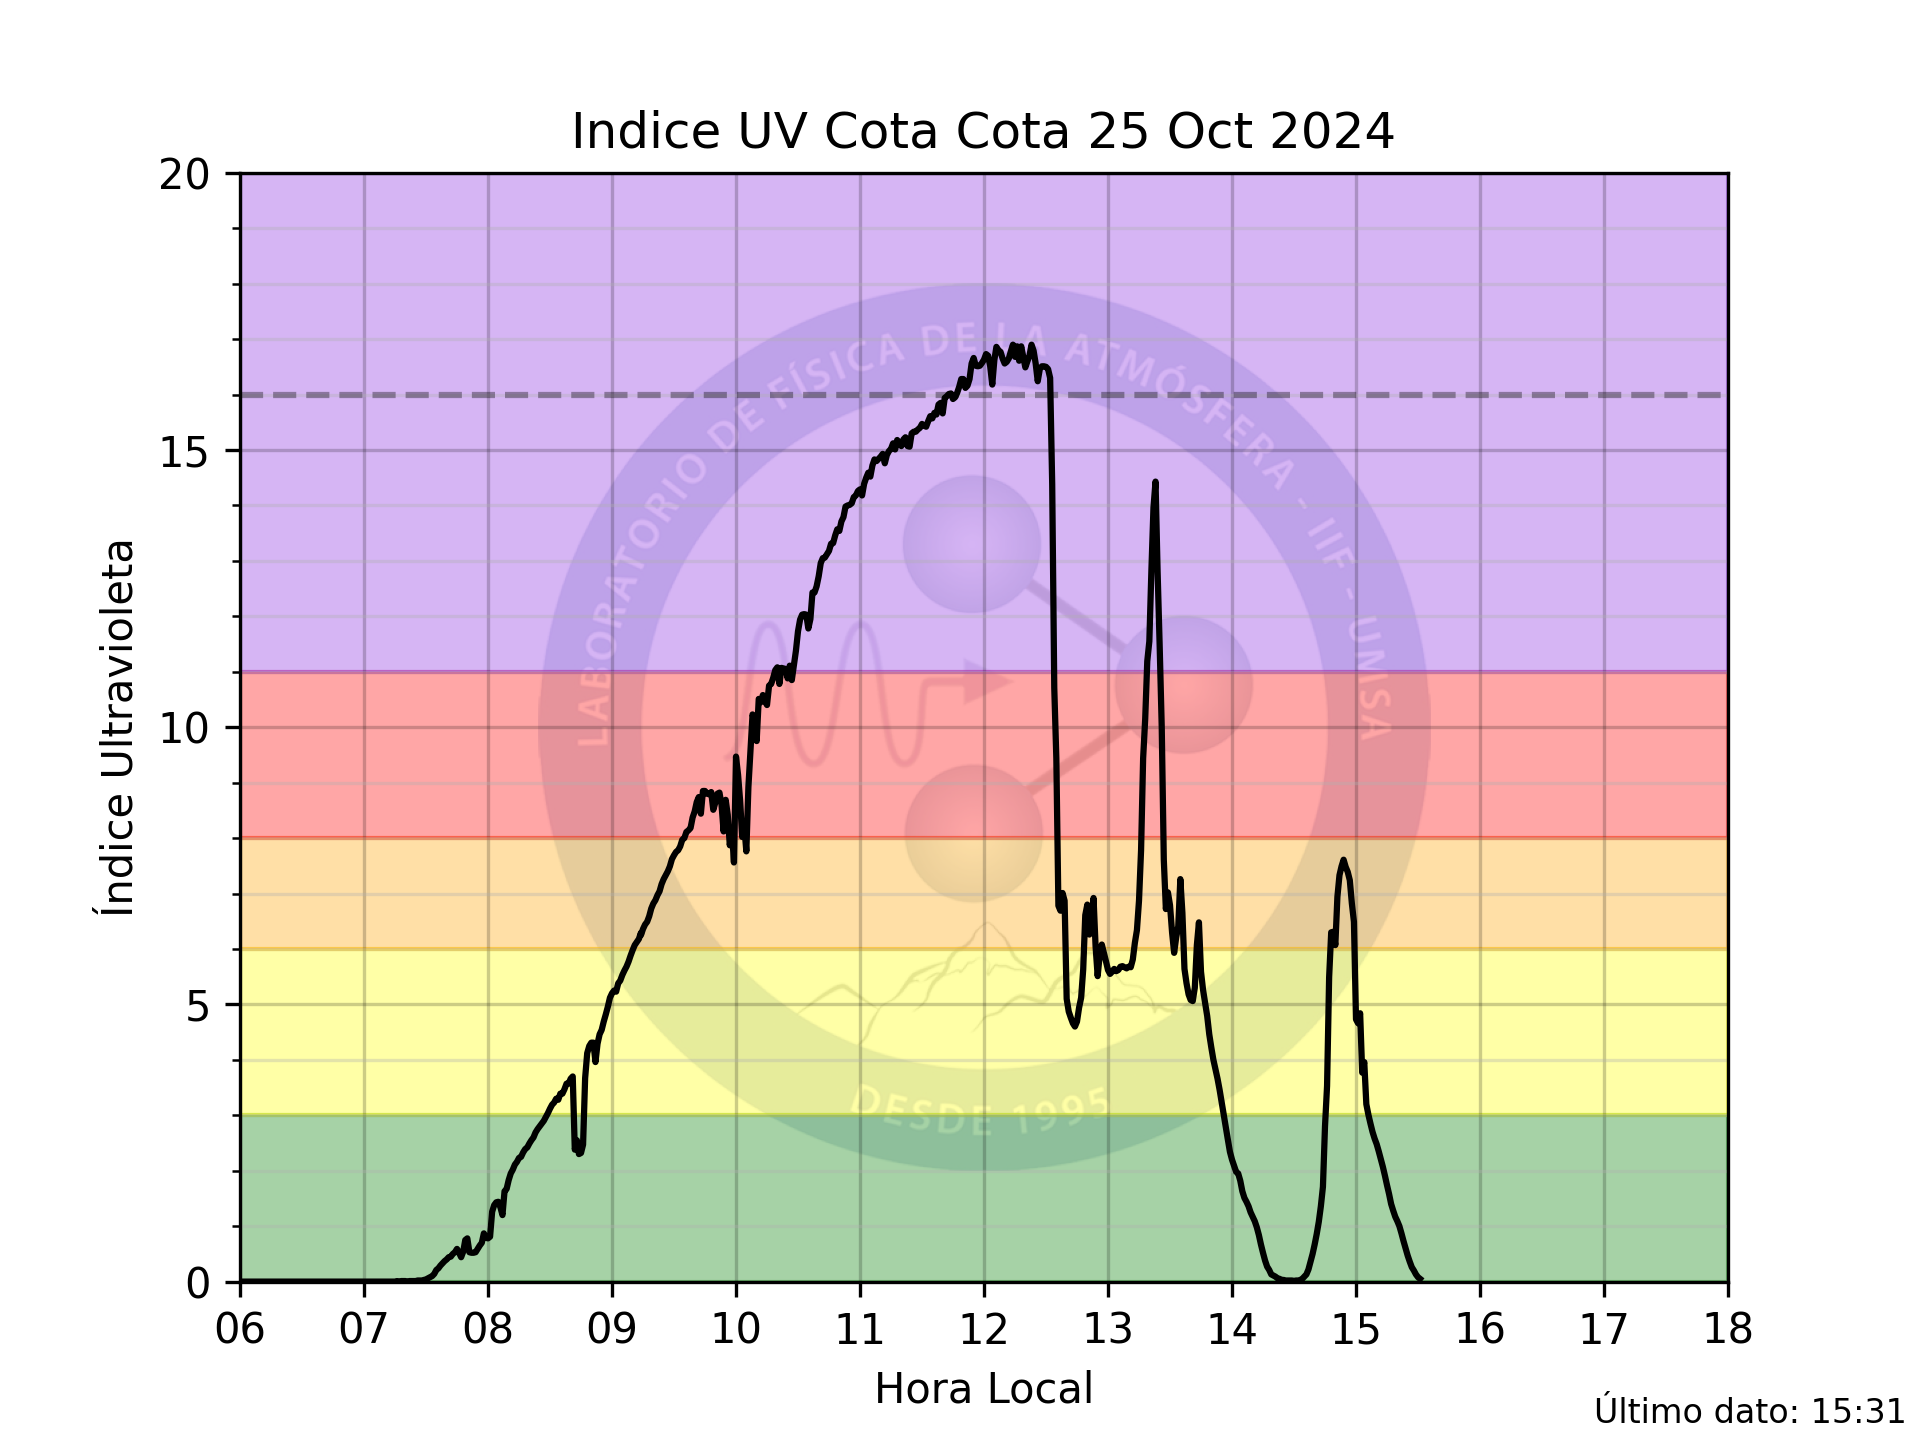 Indice UV Cota Cota 25 Oct 2024
20
15
10
5
0
Índice Ultravioleta
LABORATORIO DE FÍSICA DE LA ATMÓSFERA - IIF - UMSA
DESDE 1995
06 07 08 09 10 11 12 13 14 15 16 17 18
Hora Local
Último dato: 15:31